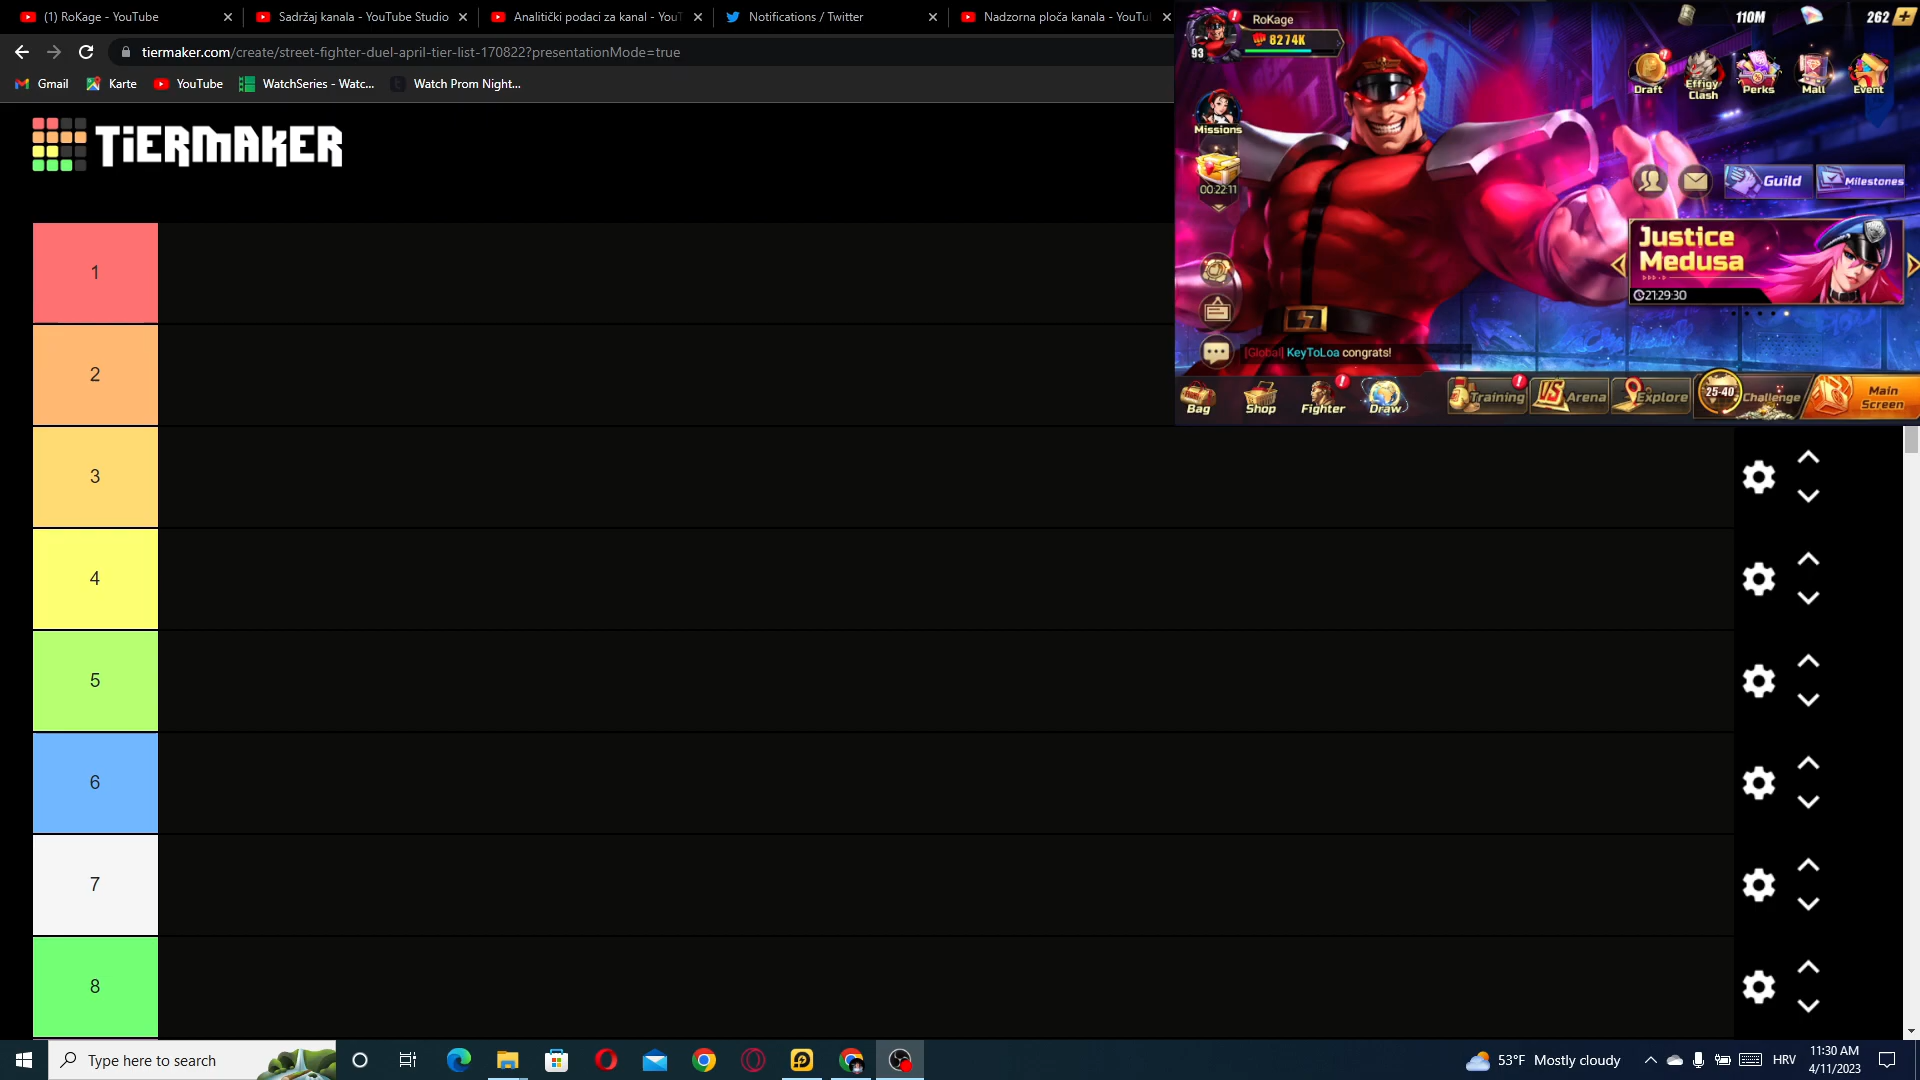 (1) RoKage - YouTube
Sadržaj kanala - YouTube Studio
Analitički podaci za kanal - YouT
Notifications / Twitter
Nadzorna ploča kanala - YouTu
tiermaker.com/create/street-fighter-duel-april-tier-list-170822?presentationMode=true
Gmail
Karte
YouTube
WatchSeries - Watc...
Watch Prom Night...
TiERMAKER
RoKage
93
8274K
110M
262
Draft
Effigy Clash
Perks
Mall
Event
Missions
00:22:11
Guild
Milestones
Justice
Medusa
21:29:30
[Global] KeyToLoa congrats!
Bag
Shop
Fighter
Draw
Training
VS
Arena
Explore
25-40
Challenge
Main
Screen
1
2
3
4
5
6
7
8
Type here to search
53°F Mostly cloudy
HRV
11:30 AM
4/11/2023